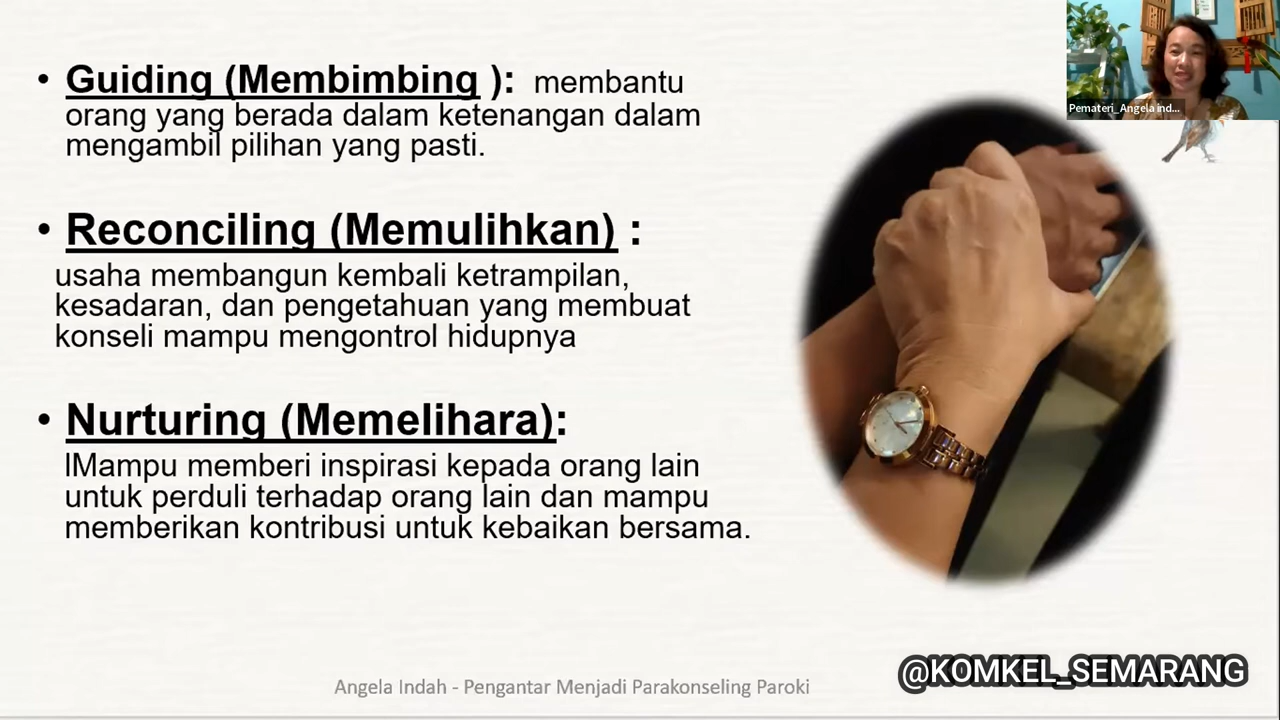 • Guiding (Membimbing ): membantu
orang yang berada dalam ketenangan dalam
mengambil pilihan yang pasti.
• Reconciling (Memulihkan) :
usaha membangun kembali ketrampilan,
kesadaran, dan pengetahuan yang membuat
konseli mampu mengontrol hidupnya
• Nurturing (Memelihara):
lMampu memberi inspirasi kepada orang lain
untuk perduli terhadap orang lain dan mampu
memberikan kontribusi untuk kebaikan bersama.
Pemateri_Angela ind...
Angela Indah - Pengantar Menjadi Parakonseling Paroki
@KOMKEL_SEMARANG